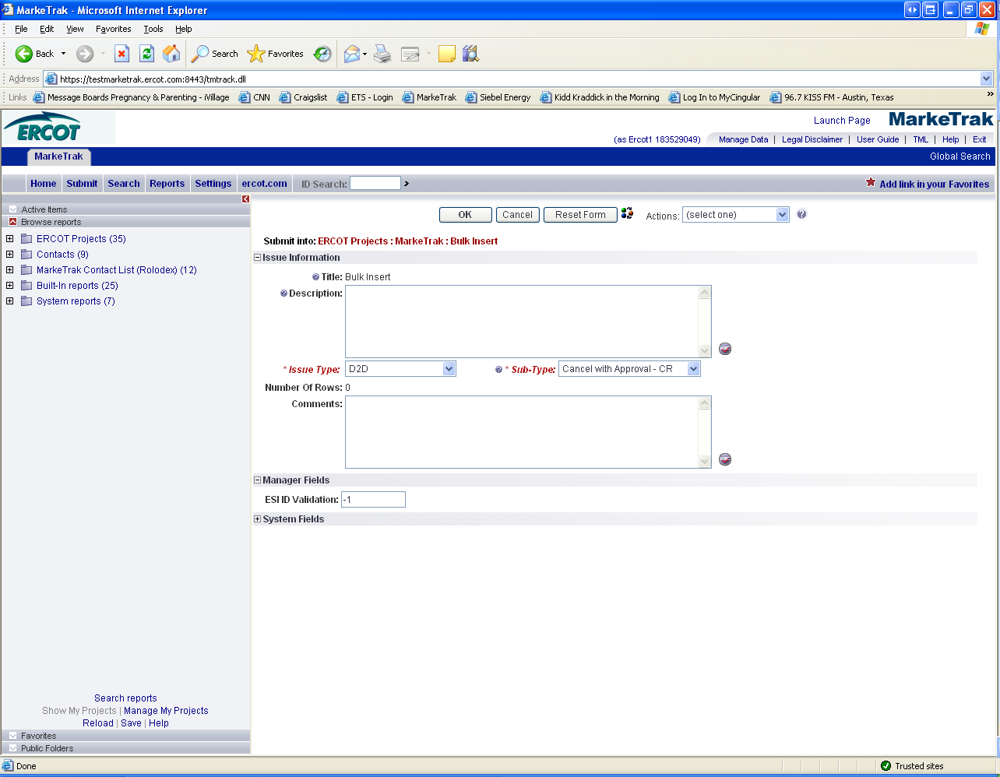 MarkeTrak - Microsoft Internet Explorer
File Edit View Favorites Tools Help
Back Search Favorites
Address https://testmarketrak.ercot.com:8443/tmtrack.dll
Links Message Boards Pregnancy & Parenting - iVillage CNN Craigslist ETS - Login MarkeTrak Siebel Energy Kidd Kraddick in the Morning Log In to MyCingular 96.7 KISS FM - Austin, Texas »
ERCOT Launch Page MarkeTrak
(as Ercot1 183529049) Manage Data | Legal Disclaimer | User Guide | TML | Help | Exit
MarkeTrak Global Search
Home Submit Search Reports Settings ercot.com ID Search: Add link in your Favorites
Active Items
Browse reports
ERCOT Projects (35)
Contacts (9)
MarkeTrak Contact List (Rolodex) (12)
Built-In reports (25)
System reports (7)
Search reports
Show My Projects | Manage My Projects
Reload | Save | Help
Favorites
Public Folders
OK Cancel Reset Form Actions: (select one)
Submit into: ERCOT Projects : MarkeTrak : Bulk Insert
Issue Information
Title: Bulk Insert
Description:
ABC
* Issue Type: D2D * Sub-Type: Cancel with Approval - CR
Number Of Rows: 0
Comments:
ABC
Manager Fields
ESI ID Validation: -1
System Fields
Done Trusted sites